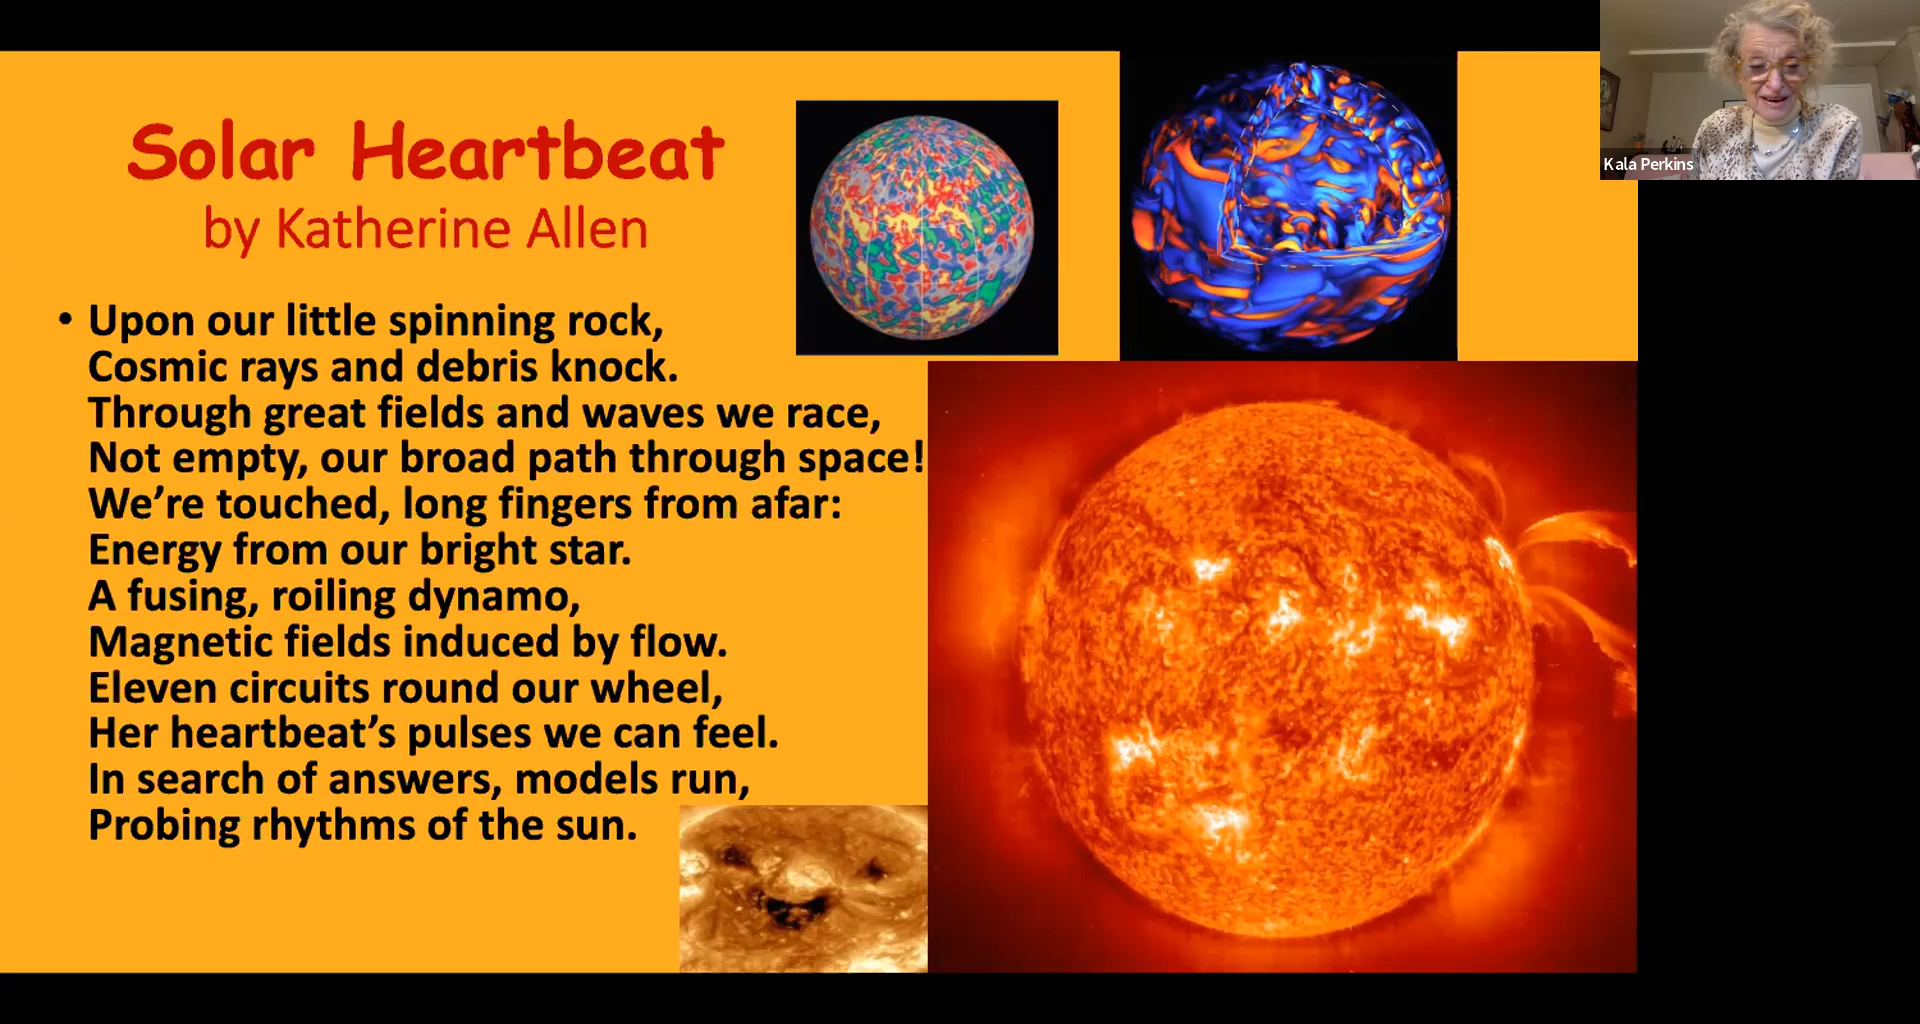 Solar Heartbeat
by Katherine Allen
• Upon our little spinning rock,
Cosmic rays and debris knock.
Through great fields and waves we race,
Not empty, our broad path through space!
We’re touched, long fingers from afar:
Energy from our bright star.
A fusing, roiling dynamo,
Magnetic fields induced by flow.
Eleven circuits round our wheel,
Her heartbeat’s pulses we can feel.
In search of answers, models run,
Probing rhythms of the sun.
Kala Perkins